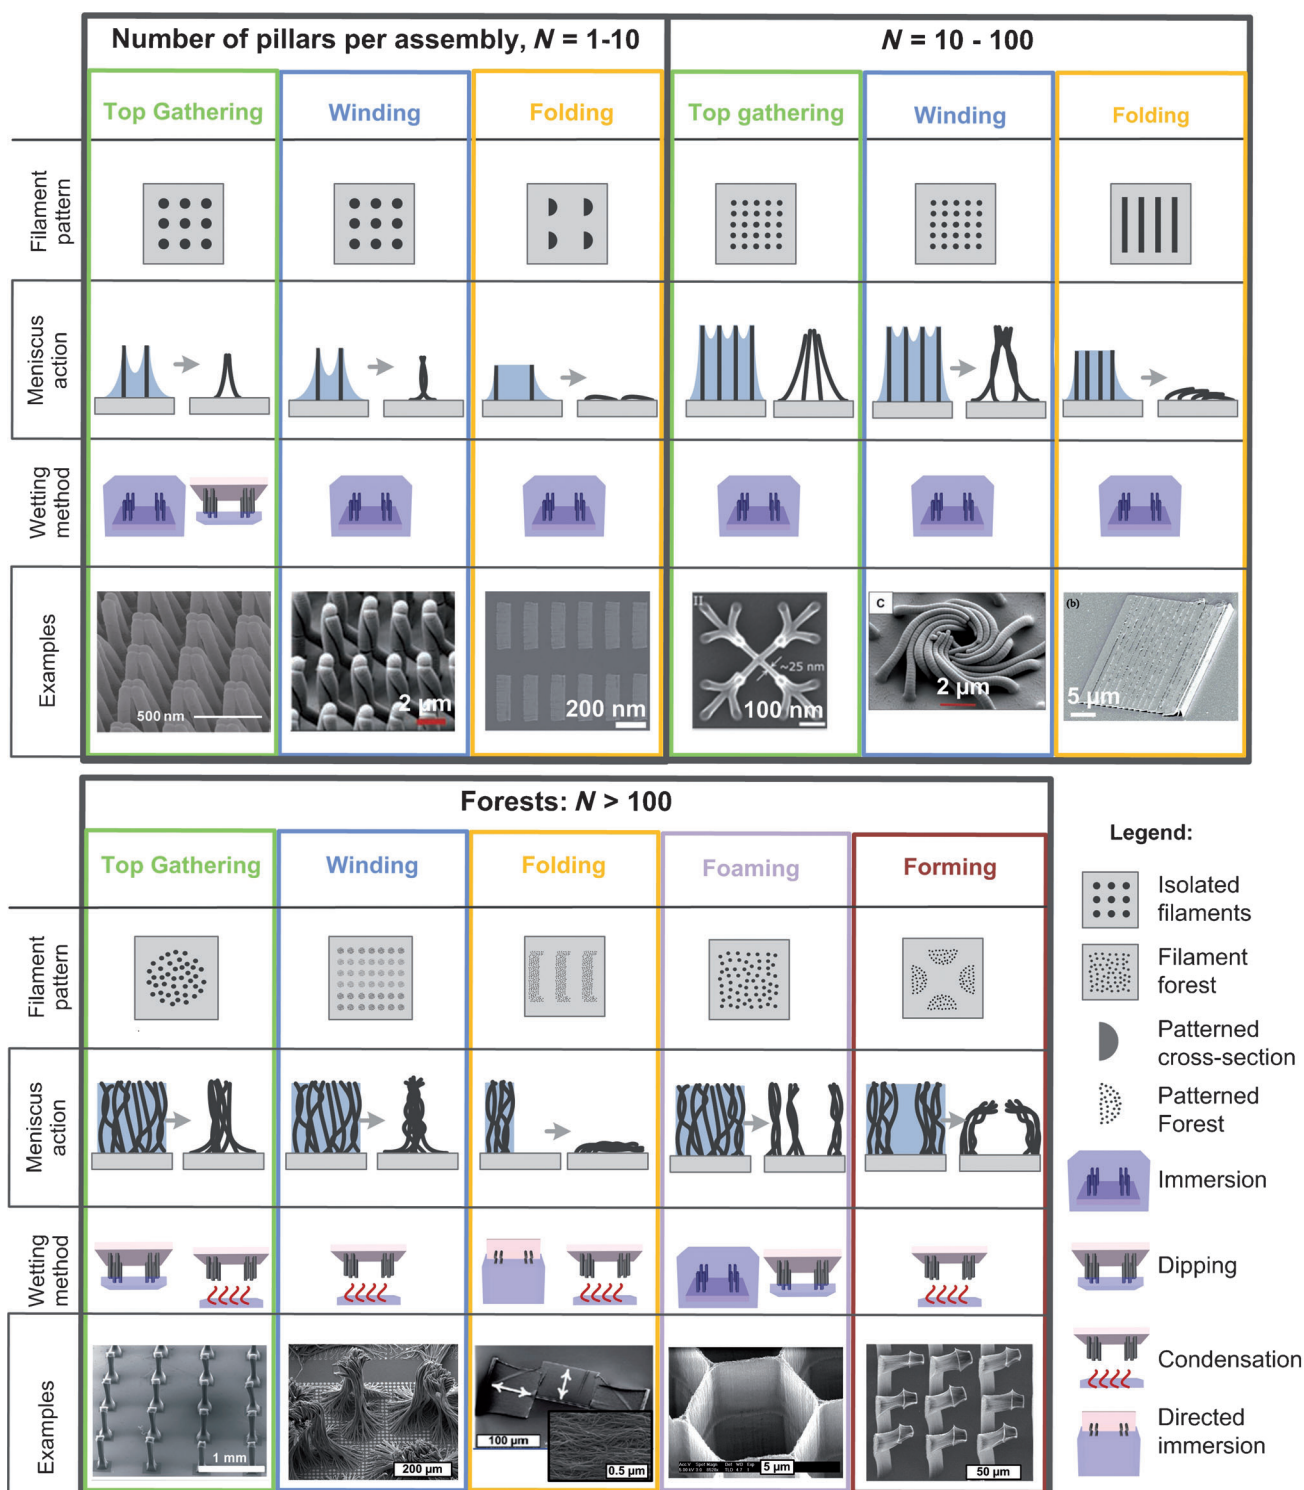 Number of pillars per assembly, N = 1-10
N = 10 - 100
Top Gathering
Winding
Folding
Top gathering
Winding
Folding
Filament
pattern
Meniscus
action
Wetting
method
Examples
500 nm
2 µm
200 nm
II
~25 nm
100 nm
C
2 µm
(b)
5 µm
Forests: N > 100
Top Gathering
Winding
Folding
Foaming
Forming
Filament
pattern
Meniscus
action
Wetting
method
Examples
1 mm
200 µm
100 µm
0.5 µm
5 µm
50 µm
Legend:
Isolated
filaments
Filament
forest
Patterned
cross-section
Patterned
Forest
Immersion
Dipping
Condensation
Directed
immersion